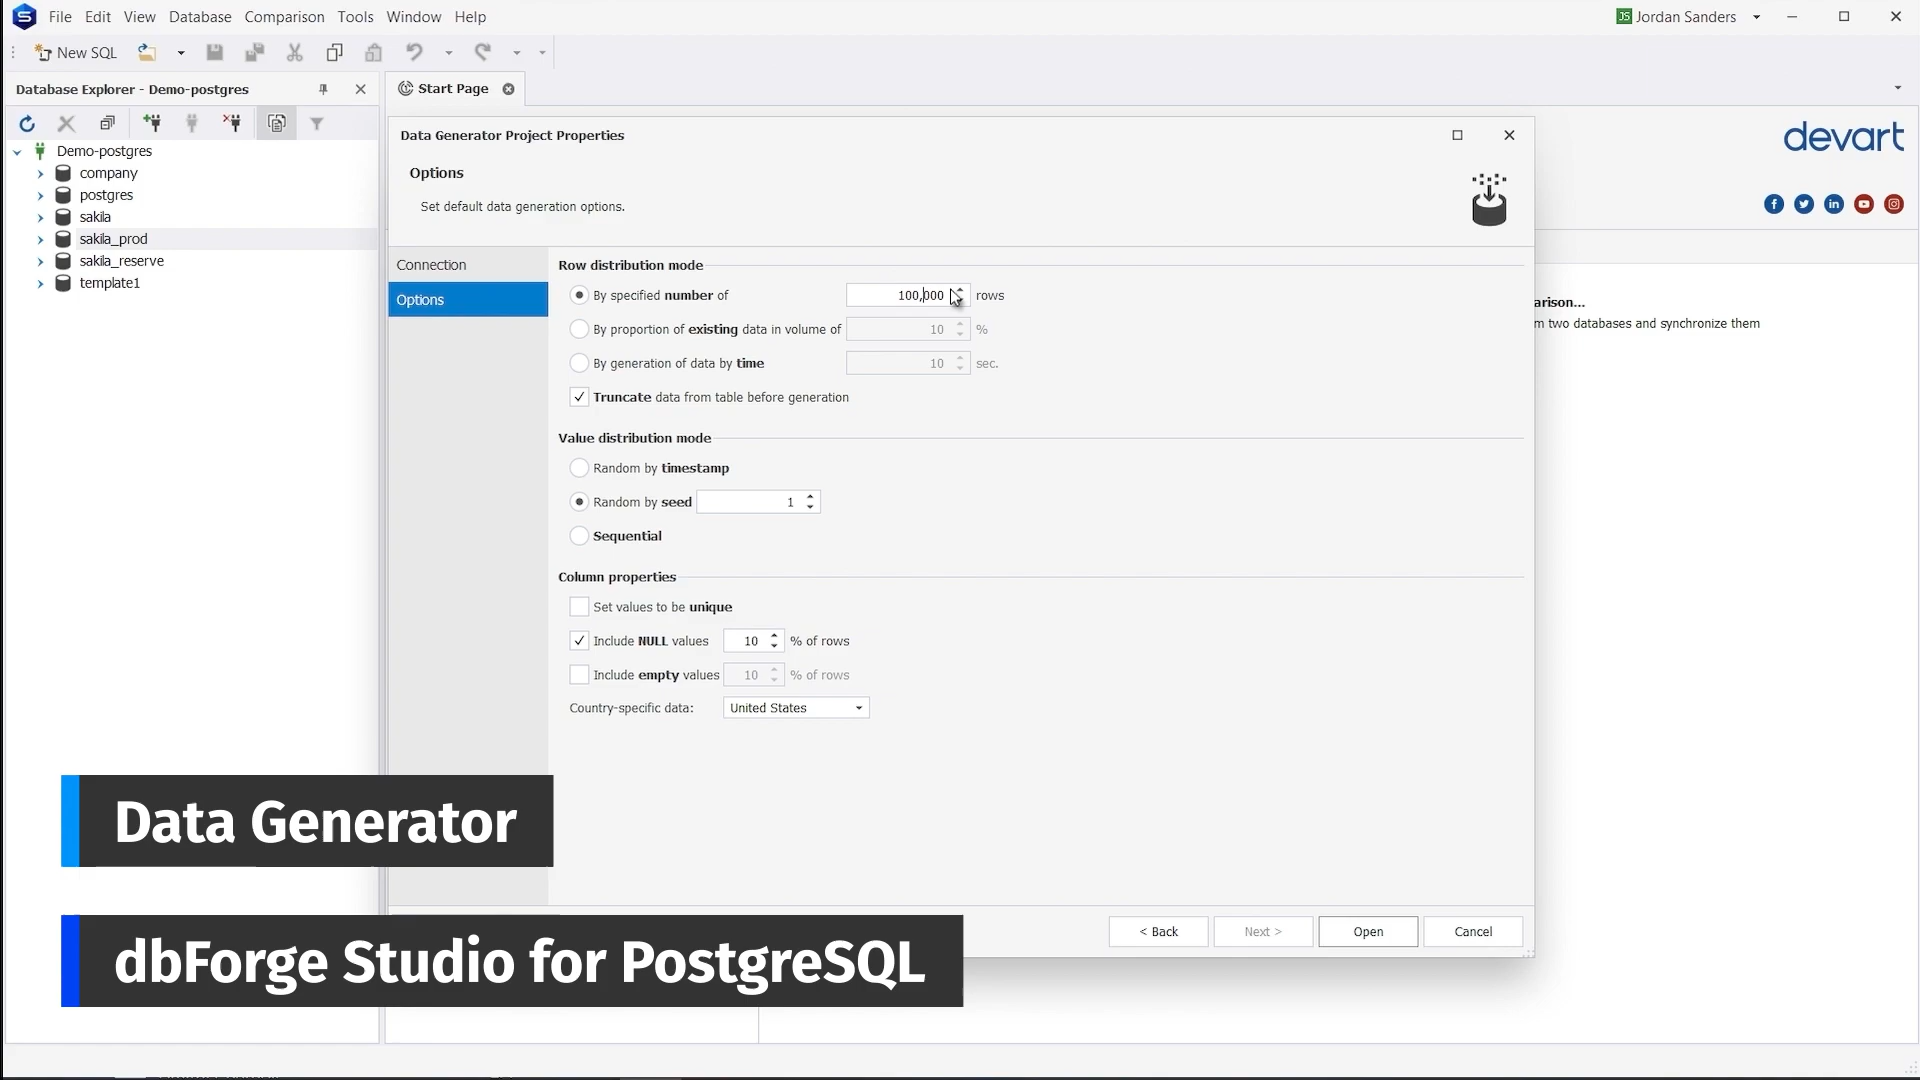 File Edit View Database Comparison Tools Window Help
JS Jordan Sanders
New SQL
Database Explorer - Demo-postgres
Start Page
Demo-postgres
company
postgres
sakila
sakila_prod
sakila_reserve
template1
devart
arison...
m two databases and synchronize them
Data Generator Project Properties
Options
Set default data generation options.
Connection
Options
Row distribution mode
By specified number of 100,000 rows
By proportion of existing data in volume of 10 %
By generation of data by time 10 sec.
Truncate data from table before generation
Value distribution mode
Random by timestamp
Random by seed 1
Sequential
Column properties
Set values to be unique
Include NULL values 10 % of rows
Include empty values 10 % of rows
Country-specific data: United States
< Back Next > Open Cancel
Data Generator
dbForge Studio for PostgreSQL